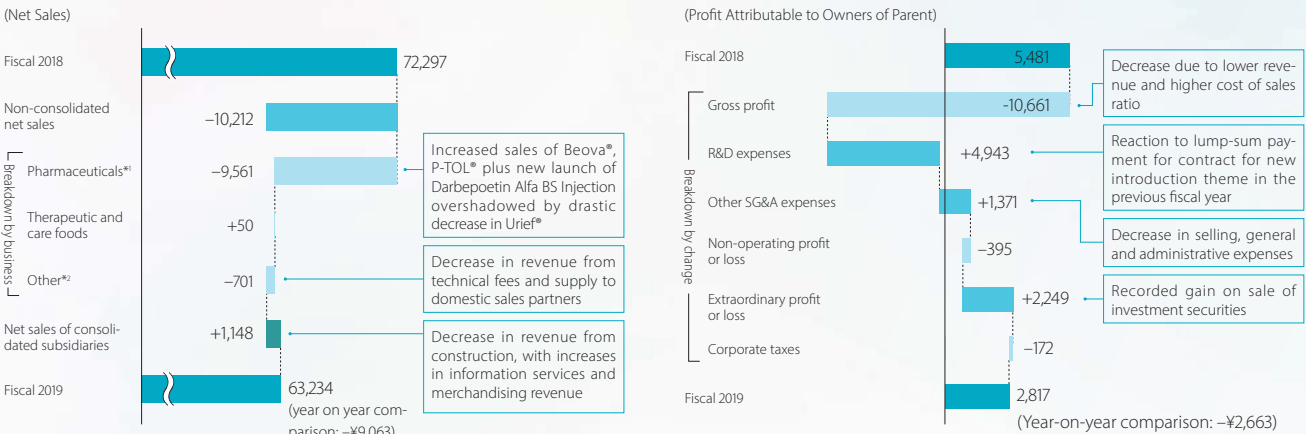 (Net Sales)
Fiscal 2018
72,297
Non-consolidated
net sales
–10,212
Breakdown by business
Pharmaceuticals*1
–9,561
Increased sales of Beova®,
P-TOL® plus new launch of
Darbepoetin Alfa BS Injection
overshadowed by drastic
decrease in Urief®
Therapeutic and
care foods
+50
Other*2
–701
Decrease in revenue from
technical fees and supply to
domestic sales partners
Net sales of consoli-
dated subsidiaries
+1,148
Decrease in revenue from
construction, with increases
in information services and
merchandising revenue
Fiscal 2019
63,234
(year on year com-
parison: –¥9,063)
(Profit Attributable to Owners of Parent)
Fiscal 2018
5,481
Breakdown by change
Gross profit
-10,661
Decrease due to lower reve-
nue and higher cost of sales
ratio
R&D expenses
+4,943
Reaction to lump-sum pay-
ment for contract for new
introduction theme in the
previous fiscal year
Other SG&A expenses
+1,371
Decrease in selling, general
and administrative expenses
Non-operating profit
or loss
–395
Extraordinary profit
or loss
+2,249
Recorded gain on sale of
investment securities
Corporate taxes
–172
Fiscal 2019
2,817
(Year-on-year comparison: –¥2,663)